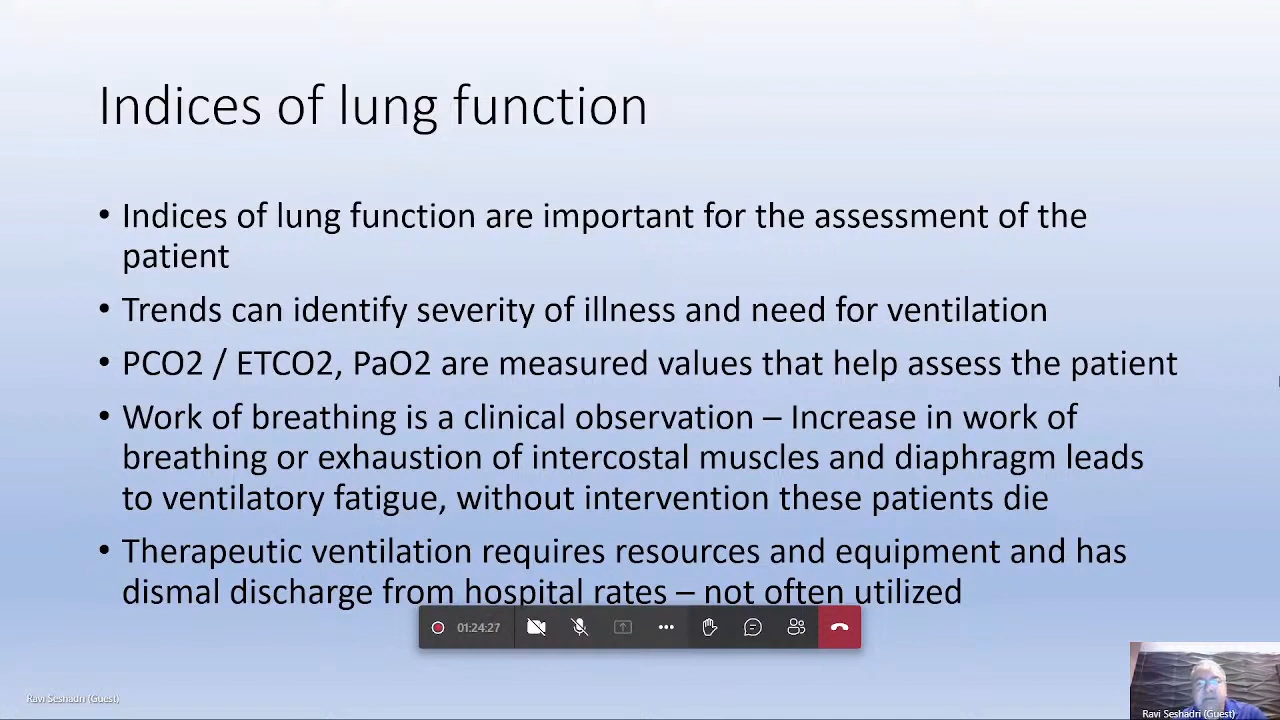 Indices of lung function
• Indices of lung function are important for the assessment of the
patient
• Trends can identify severity of illness and need for ventilation
• PCO2 / ETCO2, PaO2 are measured values that help assess the patient
• Work of breathing is a clinical observation – Increase in work of
breathing or exhaustion of intercostal muscles and diaphragm leads
to ventilatory fatigue, without intervention these patients die
• Therapeutic ventilation requires resources and equipment and has
dismal discharge from hospital rates – not often utilized
01:24:27
Ravi Seshadri (Guest)
Ravi Seshadri (Guest)